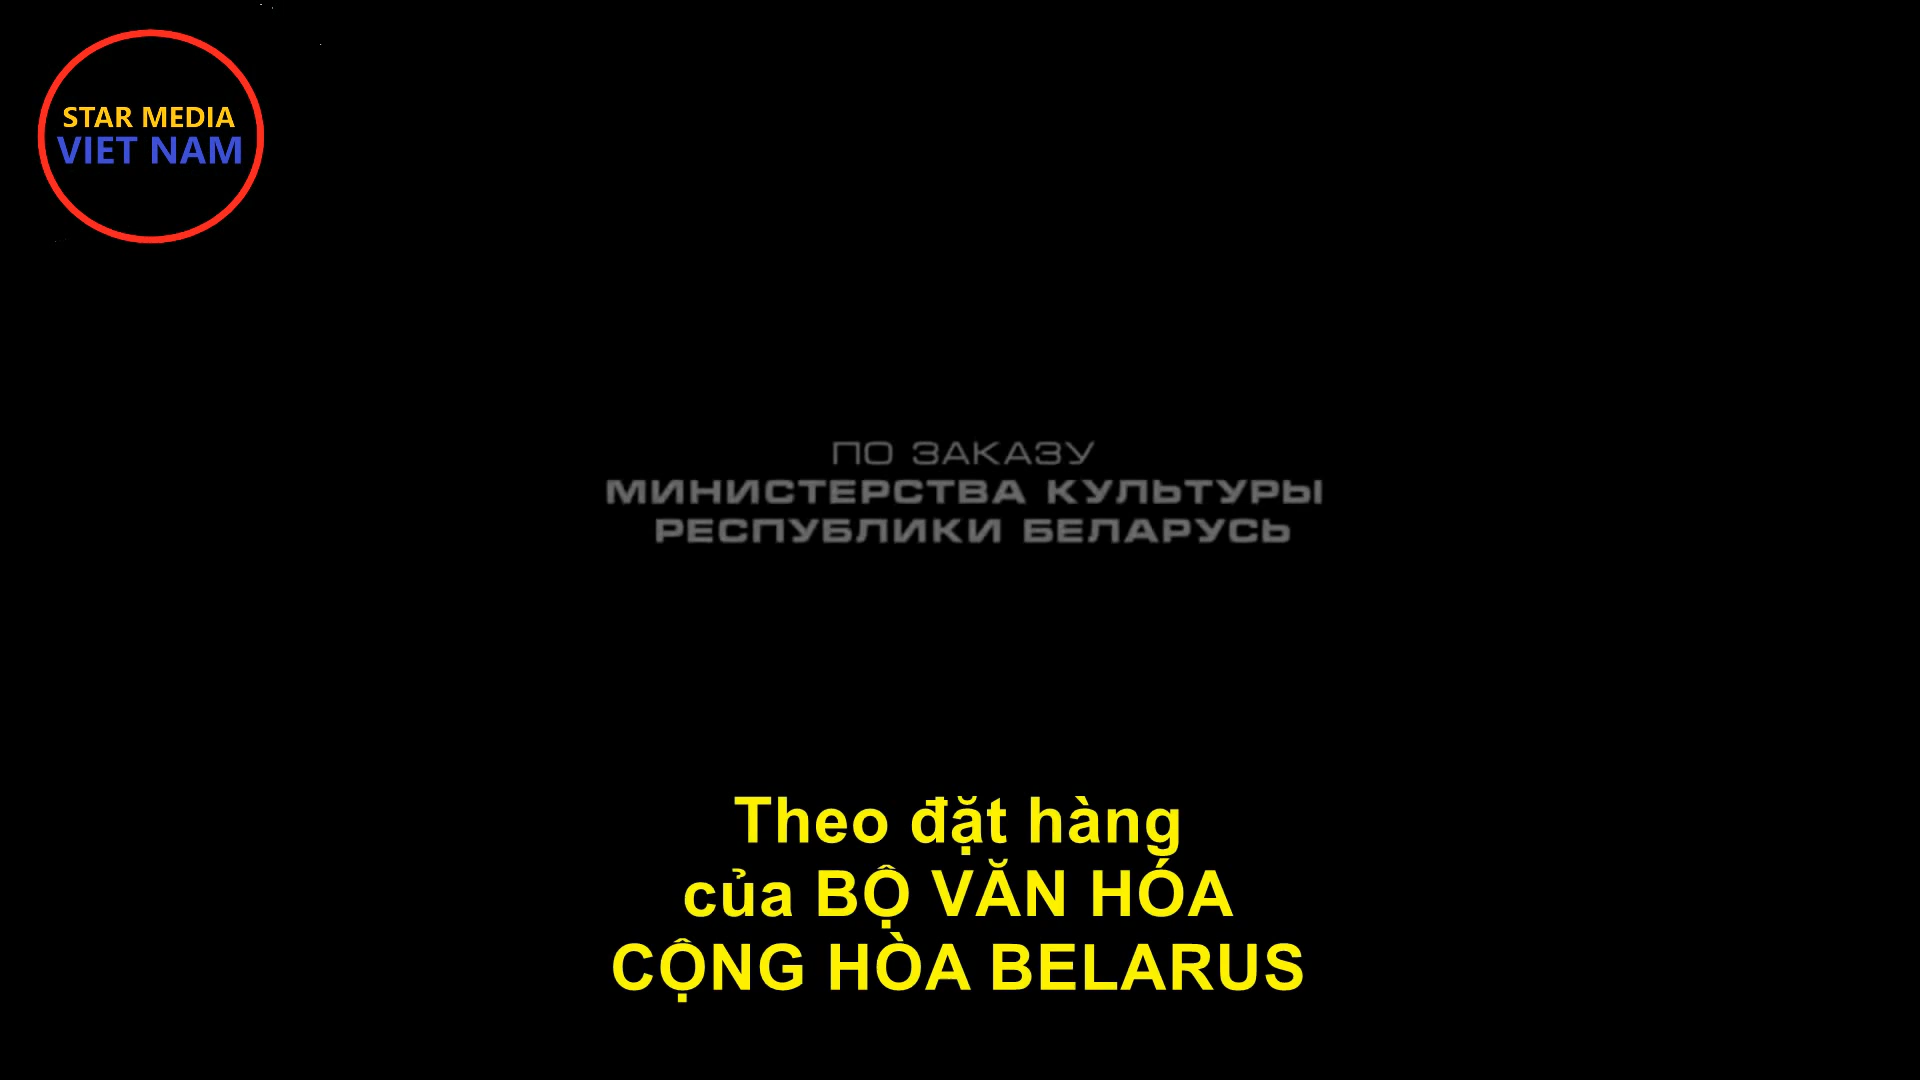 STAR MEDIA
VIET NAM
ПО ЗАКАЗУ
МИНИСТЕРСТВА КУЛЬТУРЫ
РЕСПУБЛИКИ БЕЛАРУСЬ
Theo đặt hàng
của BỘ VĂN HÓA
CỘNG HÒA BELARUS